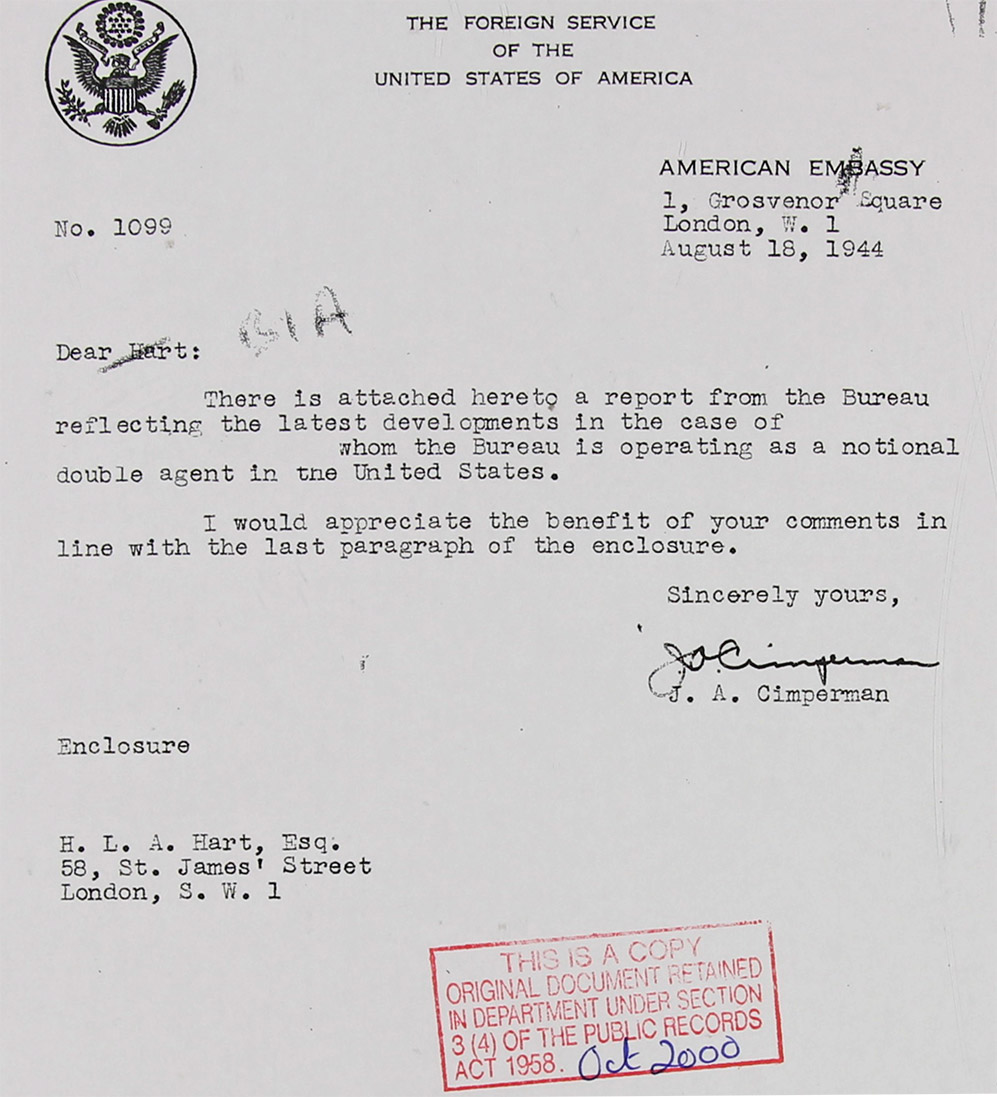 THE FOREIGN SERVICE
OF THE
UNITED STATES OF AMERICA
AMERICAN EMBASSY
1, Grosvenor Square
London, W. 1
August 18, 1944
No. 1099
B1A
Dear Hart:
There is attached hereto a report from the Bureau
reflecting the latest developments in the case of
whom the Bureau is operating as a notional
double agent in the United States.
I would appreciate the benefit of your comments in
line with the last paragraph of the enclosure.
Sincerely yours,
J A Cimperman
J. A. Cimperman
Enclosure
H. L. A. Hart, Esq.
58, St. James' Street
London, S. W. 1
THIS IS A COPY
ORIGINAL DOCUMENT RETAINED
IN DEPARTMENT UNDER SECTION
3 (4) OF THE PUBLIC RECORDS
ACT 1958. Oct 2000